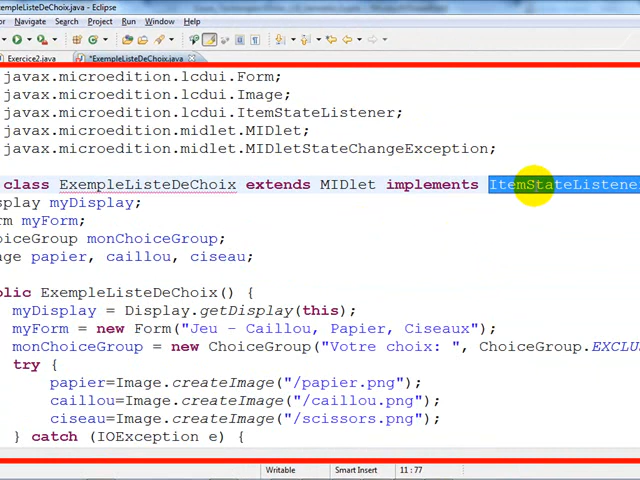 empleListeDeChoix.java - Eclipse
Navigate Search Project Run Window Help
Exercice2.java *ExempleListeDeChoix.java
javax.microedition.lcdui.Form;
javax.microedition.lcdui.Image;
javax.microedition.lcdui.ItemStateListener;
javax.microedition.midlet.MIDlet;
javax.microedition.midlet.MIDletStateChangeException;
class ExempleListeDeChoix extends MIDlet implements ItemStateListener
splay myDisplay;
rm myForm;
oiceGroup monChoiceGroup;
age papier, caillou, ciseau;
blic ExempleListeDeChoix() {
myDisplay = Display.getDisplay(this);
myForm = new Form("Jeu - Caillou, Papier, Ciseaux");
monChoiceGroup = new ChoiceGroup("Votre choix: ", ChoiceGroup.EXCLUS
try {
papier=Image.createImage("/papier.png");
caillou=Image.createImage("/caillou.png");
ciseau=Image.createImage("/scissors.png");
} catch (IOException e) {
Writable Smart Insert 11 : 77